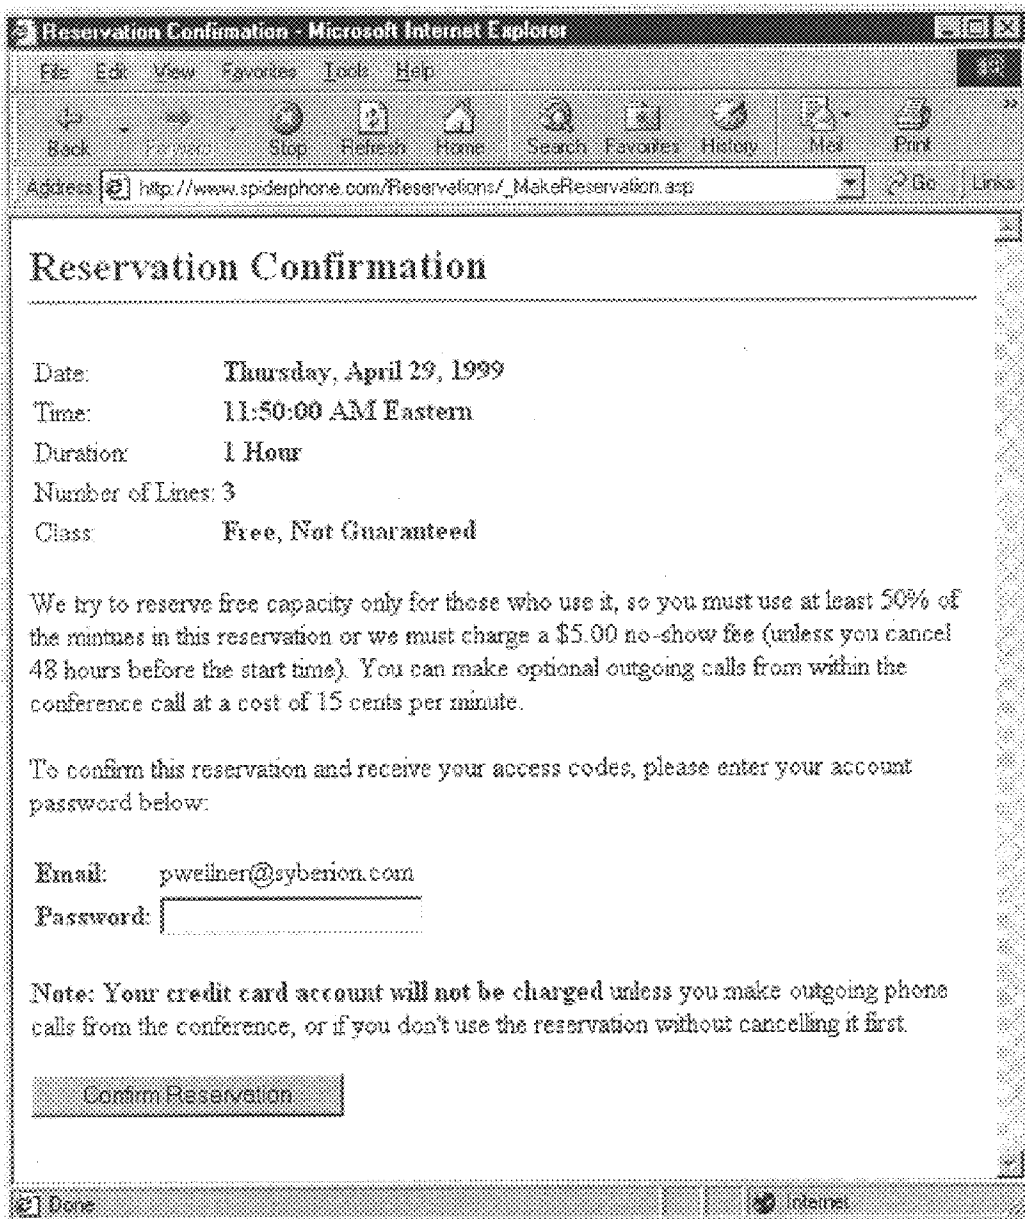 Reservation Confirmation - Microsoft Internet Explorer
File Edit View Favorites Tools Help
Back Forward Stop Refresh Home Search Favorites History Mail Print »
Address http://www.spiderphone.com/Reservations/_MakeReservation.asp Go Links
Reservation Confirmation
Date: Thursday, April 29, 1999
Time: 11:50:00 AM Eastern
Duration: 1 Hour
Number of Lines: 3
Class: Free, Not Guaranteed
We try to reserve free capacity only for those who use it, so you must use at least 50% of
the mintues in this reservation or we must charge a $5.00 no-show fee (unless you cancel
48 hours before the start time). You can make optional outgoing calls from within the
conference call at a cost of 15 cents per minute.
To confirm this reservation and receive your access codes, please enter your account
password below:
Email: pweilner@syberion.com
Password:
Note: Your credit card account will not be charged unless you make outgoing phone
calls from the conference, or if you don't use the reservation without cancelling it first.
Confirm Reservation
Done Internet